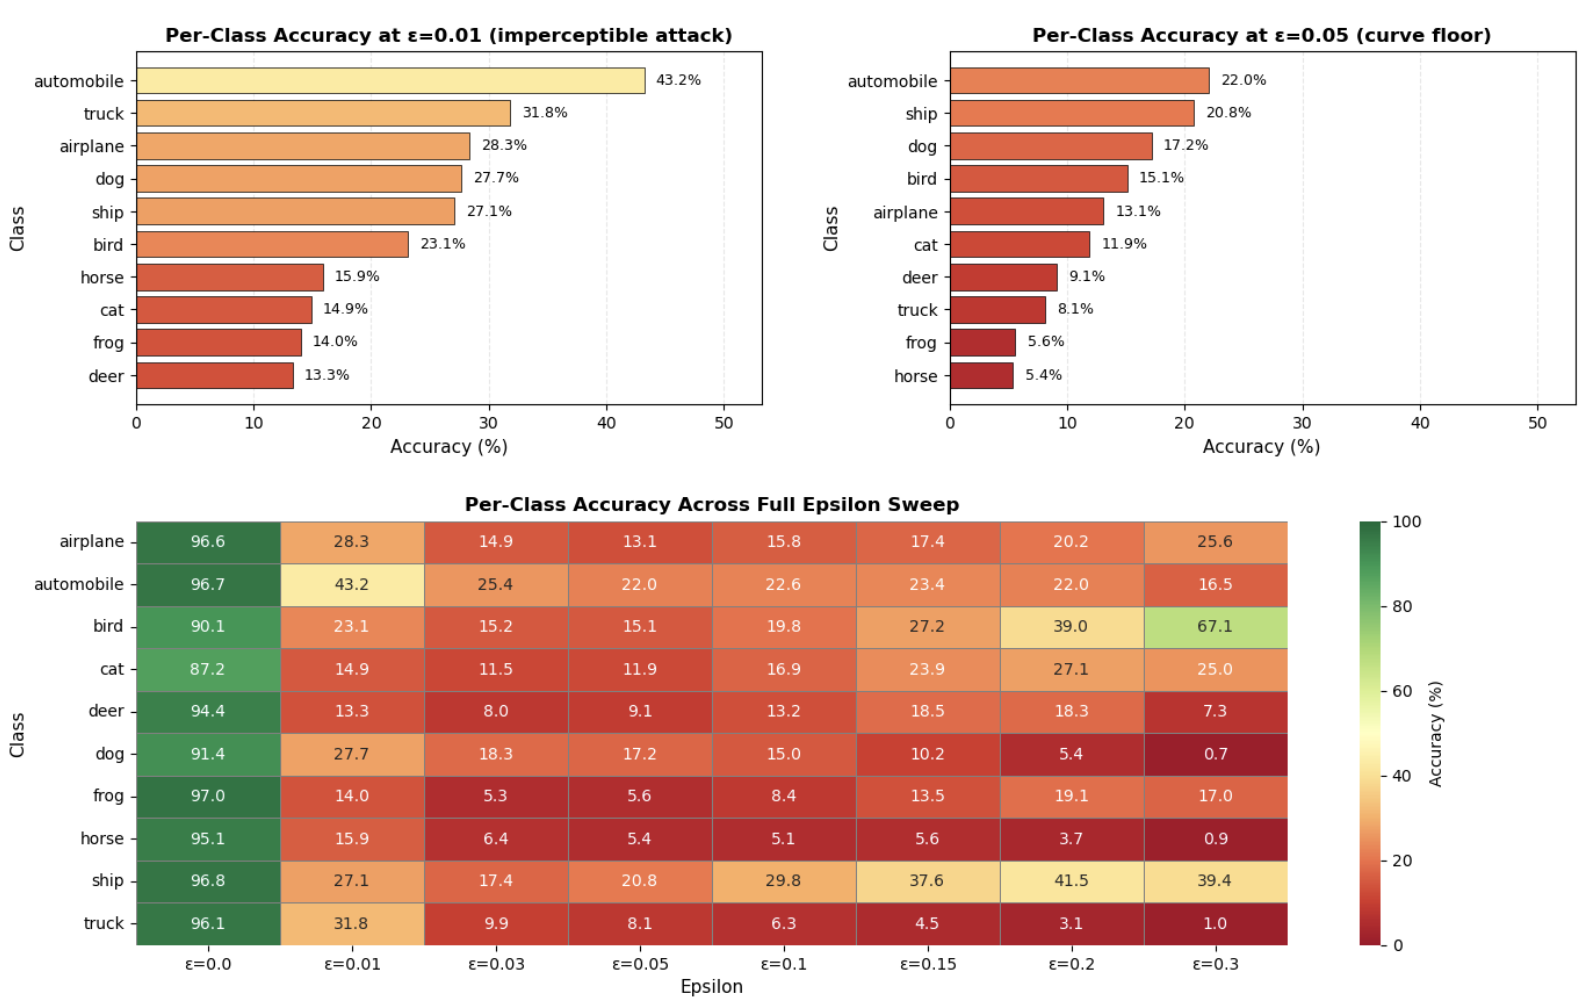 Per-Class Accuracy at ε=0.01 (imperceptible attack)
Class
automobile 43.2%
truck 31.8%
airplane 28.3%
dog 27.7%
ship 27.1%
bird 23.1%
horse 15.9%
cat 14.9%
frog 14.0%
deer 13.3%
0 10 20 30 40 50
Accuracy (%)
Per-Class Accuracy at ε=0.05 (curve floor)
Class
automobile 22.0%
ship 20.8%
dog 17.2%
bird 15.1%
airplane 13.1%
cat 11.9%
deer 9.1%
truck 8.1%
frog 5.6%
horse 5.4%
0 10 20 30 40 50
Accuracy (%)
Per-Class Accuracy Across Full Epsilon Sweep
Class
airplane 96.6 28.3 14.9 13.1 15.8 17.4 20.2 25.6
automobile 96.7 43.2 25.4 22.0 22.6 23.4 22.0 16.5
bird 90.1 23.1 15.2 15.1 19.8 27.2 39.0 67.1
cat 87.2 14.9 11.5 11.9 16.9 23.9 27.1 25.0
deer 94.4 13.3 8.0 9.1 13.2 18.5 18.3 7.3
dog 91.4 27.7 18.3 17.2 15.0 10.2 5.4 0.7
frog 97.0 14.0 5.3 5.6 8.4 13.5 19.1 17.0
horse 95.1 15.9 6.4 5.4 5.1 5.6 3.7 0.9
ship 96.8 27.1 17.4 20.8 29.8 37.6 41.5 39.4
truck 96.1 31.8 9.9 8.1 6.3 4.5 3.1 1.0
ε=0.0 ε=0.01 ε=0.03 ε=0.05 ε=0.1 ε=0.15 ε=0.2 ε=0.3
Epsilon
100
80
60
40
20
0
Accuracy (%)